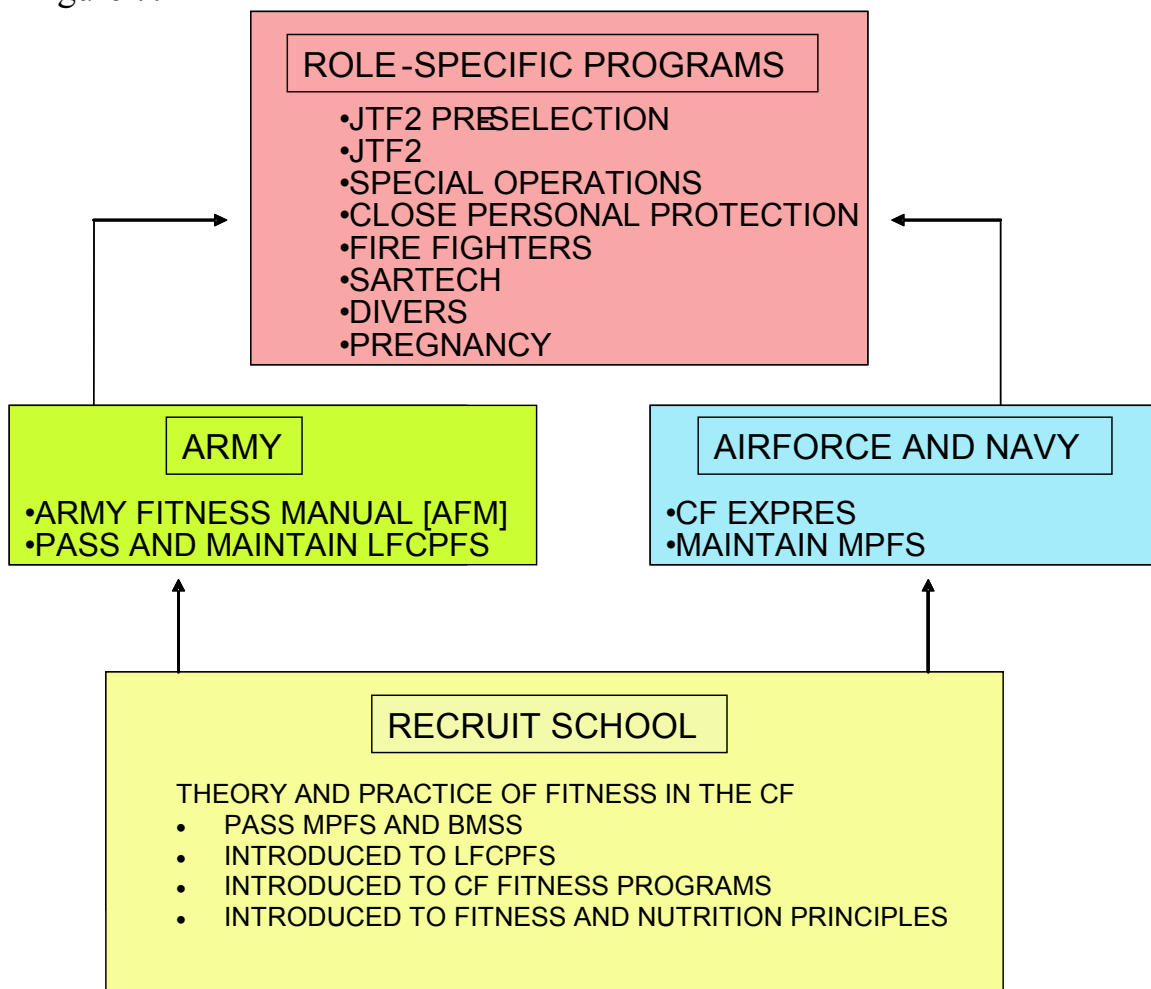 ROLE-SPECIFIC PROGRAMS
•JTF2 PRE-SELECTION
•JTF2
•SPECIAL OPERATIONS
•CLOSE PERSONAL PROTECTION
•FIRE FIGHTERS
•SARTECH
•DIVERS
•PREGNANCY
ARMY
•ARMY FITNESS MANUAL [AFM]
•PASS AND MAINTAIN LFCPFS
AIRFORCE AND NAVY
•CF EXPRES
•MAINTAIN MPFS
RECRUIT SCHOOL
THEORY AND PRACTICE OF FITNESS IN THE CF
• PASS MPFS AND BMSS
• INTRODUCED TO LFCPFS
• INTRODUCED TO CF FITNESS PROGRAMS
• INTRODUCED TO FITNESS AND NUTRITION PRINCIPLES